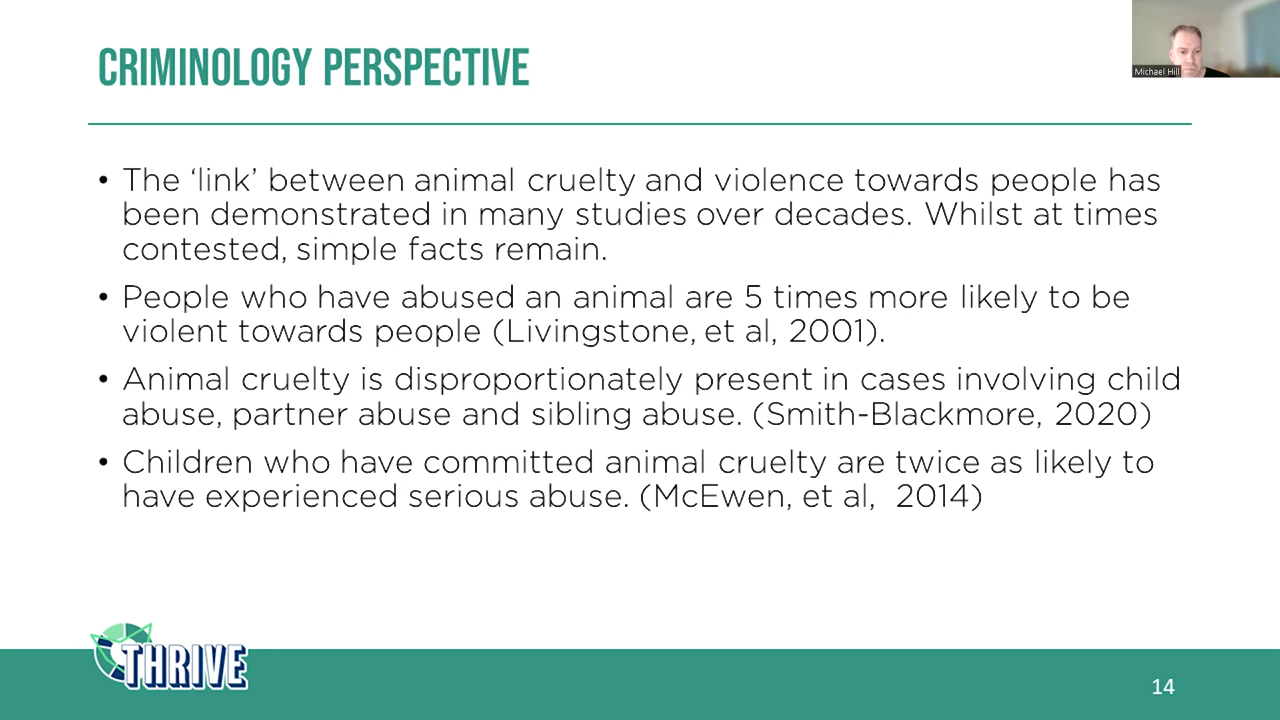 CRIMINOLOGY PERSPECTIVE
Michael Hill
• The ‘link’ between animal cruelty and violence towards people has
been demonstrated in many studies over decades. Whilst at times
contested, simple facts remain.
• People who have abused an animal are 5 times more likely to be
violent towards people (Livingstone, et al, 2001).
• Animal cruelty is disproportionately present in cases involving child
abuse, partner abuse and sibling abuse. (Smith-Blackmore, 2020)
• Children who have committed animal cruelty are twice as likely to
have experienced serious abuse. (McEwen, et al,  2014)
THRIVE
14